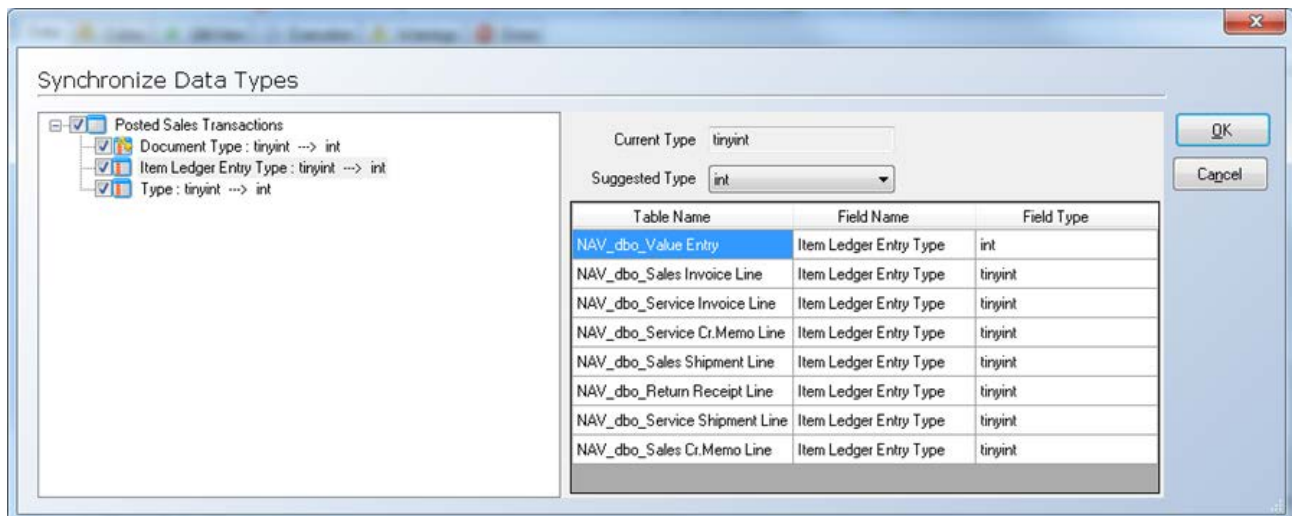 Synchronize Data Types
Posted Sales Transactions
Document Type : tinyint ---> int
Item Ledger Entry Type : tinyint ---> int
Type : tinyint ---> int
Current Type tinyint
Suggested Type int
Table Name Field Name Field Type
NAV_dbo_Value Entry Item Ledger Entry Type int
NAV_dbo_Sales Invoice Line Item Ledger Entry Type tinyint
NAV_dbo_Service Invoice Line Item Ledger Entry Type tinyint
NAV_dbo_Service Cr.Memo Line Item Ledger Entry Type tinyint
NAV_dbo_Sales Shipment Line Item Ledger Entry Type tinyint
NAV_dbo_Return Receipt Line Item Ledger Entry Type tinyint
NAV_dbo_Service Shipment Line Item Ledger Entry Type tinyint
NAV_dbo_Sales Cr.Memo Line Item Ledger Entry Type tinyint
OK
Cancel